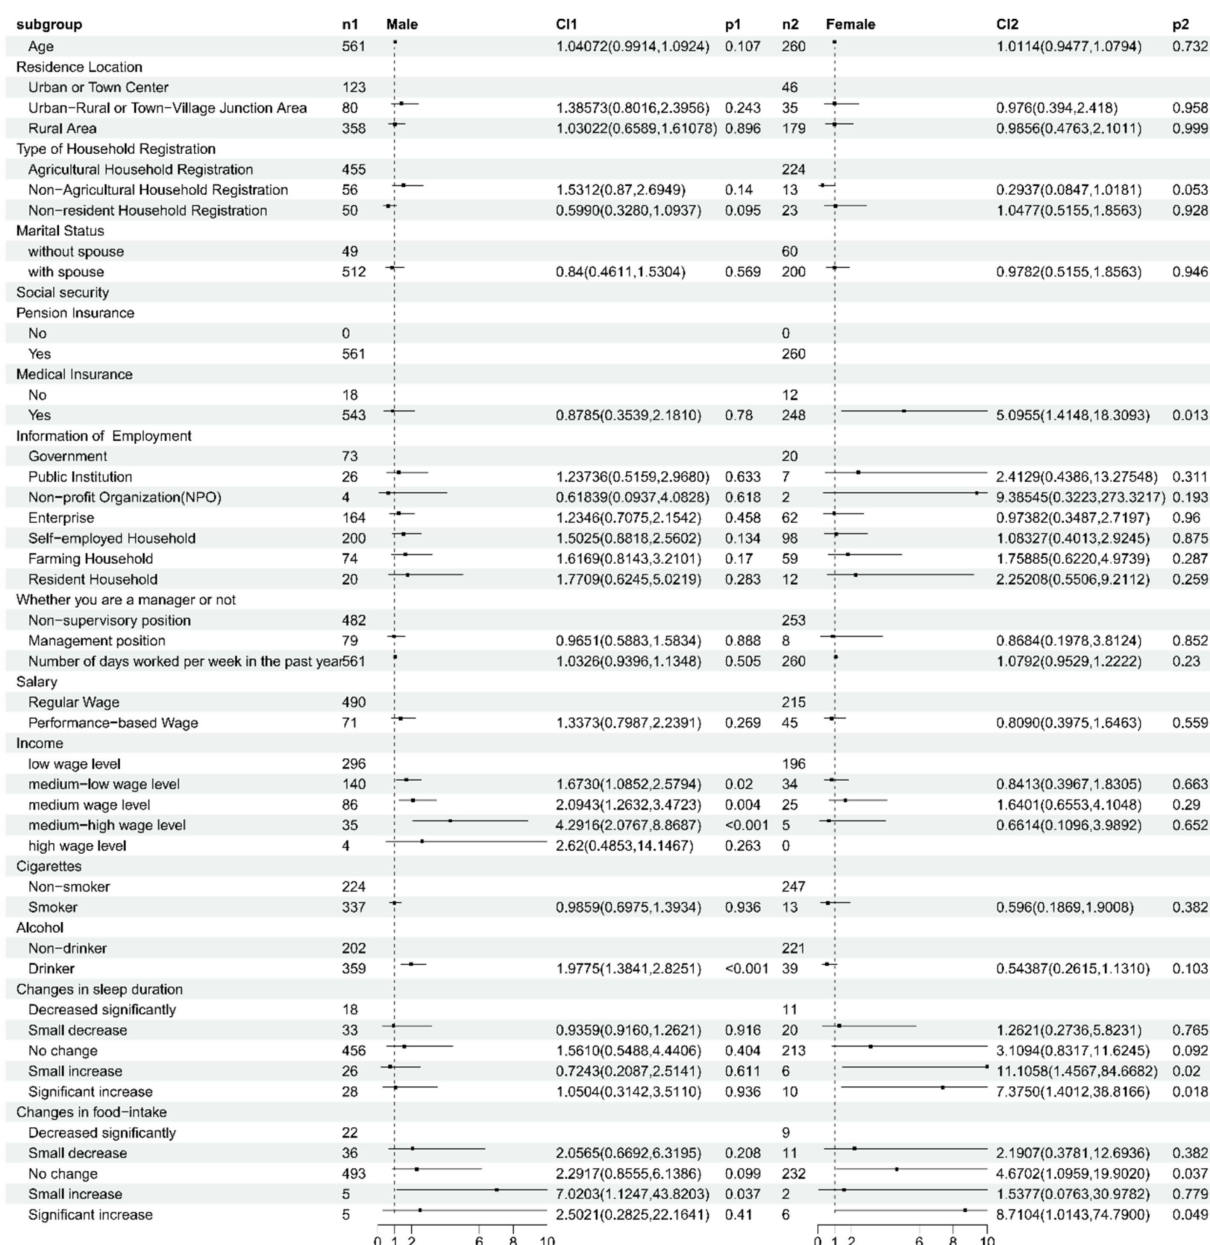 subgroup n1 Male CI1 p1 n2 Female CI2 p2
Age 561 1.04072(0.9914,1.0924) 0.107 260 1.0114(0.9477,1.0794) 0.732
Residence Location
Urban or Town Center 123 46
Urban−Rural or Town−Village Junction Area 80 1.38573(0.8016,2.3956) 0.243 35 0.976(0.394,2.418) 0.958
Rural Area 358 1.03022(0.6589,1.61078) 0.896 179 0.9856(0.4763,2.1011) 0.999
Type of Household Registration
Agricultural Household Registration 455 224
Non−Agricultural Household Registration 56 1.5312(0.87,2.6949) 0.14 13 0.2937(0.0847,1.0181) 0.053
Non−resident Household Registration 50 0.5990(0.3280,1.0937) 0.095 23 1.0477(0.5155,1.8563) 0.928
Marital Status
without spouse 49 60
with spouse 512 0.84(0.4611,1.5304) 0.569 200 0.9782(0.5155,1.8563) 0.946
Social security
Pension Insurance
No 0 0
Yes 561 260
Medical Insurance
No 18 12
Yes 543 0.8785(0.3539,2.1810) 0.78 248 5.0955(1.4148,18.3093) 0.013
Information of Employment
Government 73 20
Public Institution 26 1.23736(0.5159,2.9680) 0.633 7 2.4129(0.4386,13.27548) 0.311
Non−profit Organization(NPO) 4 0.61839(0.0937,4.0828) 0.618 2 9.38545(0.3223,273.3217) 0.193
Enterprise 164 1.2346(0.7075,2.1542) 0.458 62 0.97382(0.3487,2.7197) 0.96
Self−employed Household 200 1.5025(0.8818,2.5602) 0.134 98 1.08327(0.4013,2.9245) 0.875
Farming Household 74 1.6169(0.8143,3.2101) 0.17 59 1.75885(0.6220,4.9739) 0.287
Resident Household 20 1.7709(0.6245,5.0219) 0.283 12 2.25208(0.5506,9.2112) 0.259
Whether you are a manager or not
Non−supervisory position 482 253
Management position 79 0.9651(0.5883,1.5834) 0.888 8 0.8684(0.1978,3.8124) 0.852
Number of days worked per week in the past year561 1.0326(0.9396,1.1348) 0.505 260 1.0792(0.9529,1.2222) 0.23
Salary
Regular Wage 490 215
Performance−based Wage 71 1.3373(0.7987,2.2391) 0.269 45 0.8090(0.3975,1.6463) 0.559
Income
low wage level 296 196
medium−low wage level 140 1.6730(1.0852,2.5794) 0.02 34 0.8413(0.3967,1.8305) 0.663
medium wage level 86 2.0943(1.2632,3.4723) 0.004 25 1.6401(0.6553,4.1048) 0.29
medium−high wage level 35 4.2916(2.0767,8.8687) <0.001 5 0.6614(0.1096,3.9892) 0.652
high wage level 4 2.62(0.4853,14.1467) 0.263 0
Cigarettes
Non−smoker 224 247
Smoker 337 0.9859(0.6975,1.3934) 0.936 13 0.596(0.1869,1.9008) 0.382
Alcohol
Non−drinker 202 221
Drinker 359 1.9775(1.3841,2.8251) <0.001 39 0.54387(0.2615,1.1310) 0.103
Changes in sleep duration
Decreased significantly 18 11
Small decrease 33 0.9359(0.9160,1.2621) 0.916 20 1.2621(0.2736,5.8231) 0.765
No change 456 1.5610(0.5488,4.4406) 0.404 213 3.1094(0.8317,11.6245) 0.092
Small increase 26 0.7243(0.2087,2.5141) 0.611 6 11.1058(1.4567,84.6682) 0.02
Significant increase 28 1.0504(0.3142,3.5110) 0.936 10 7.3750(1.4012,38.8166) 0.018
Changes in food−intake
Decreased significantly 22 9
Small decrease 36 2.0565(0.6692,6.3195) 0.208 11 2.1907(0.3781,12.6936) 0.382
No change 493 2.2917(0.8555,6.1386) 0.099 232 4.6702(1.0959,19.9020) 0.037
Small increase 5 7.0203(1.1247,43.8203) 0.037 2 1.5377(0.0763,30.9782) 0.779
Significant increase 5 2.5021(0.2825,22.1641) 0.41 6 8.7104(1.0143,74.7900) 0.049
0 1 2 6 8 10 0 1 2 6 8 10